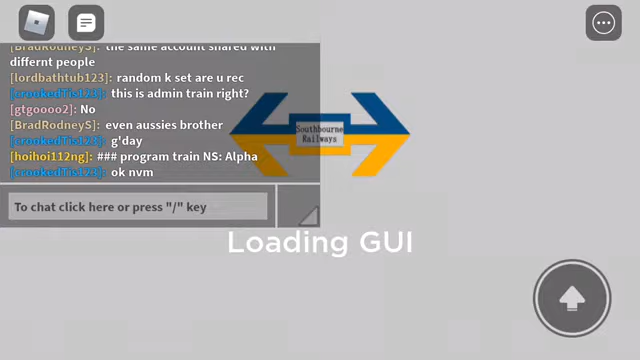 [BradRodneyS]: the same account shared with
differnt people
[lordbathtub123]: random k set are u rec
[crookedTis123]: this is admin train right?
[gtgoooo2]: No
[BradRodneyS]: even aussies brother
[crookedTis123]: g'day
[hoihoi112ng]: ### program train NS: Alpha
[crookedTis123]: ok nvm
To chat click here or press "/" key
Southbourne
Railways
Loading GUI